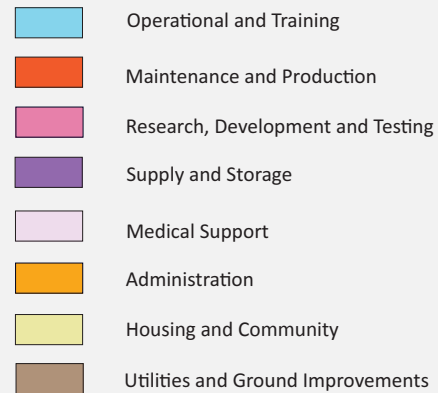 Operational and Training
Maintenance and Production
Research, Development and Testing
Supply and Storage
Medical Support
Administration
Housing and Community
Utilities and Ground Improvements